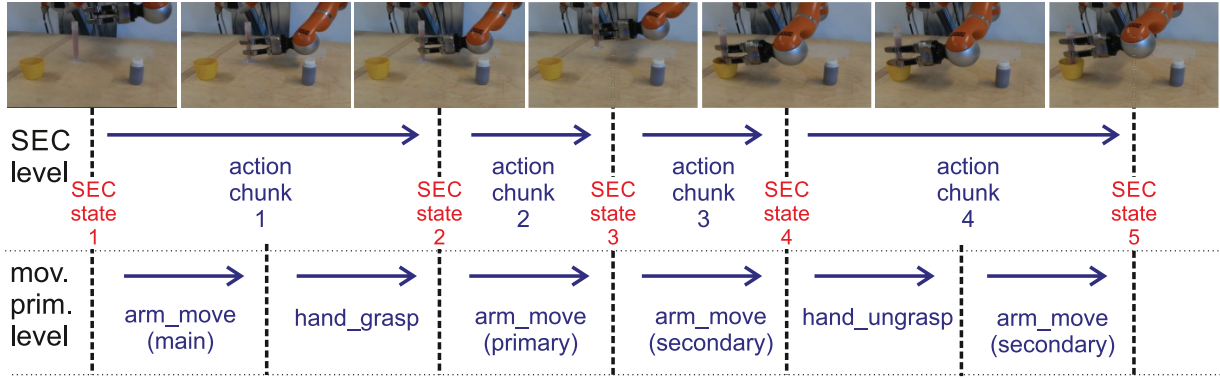 SEC
level
action
chunk
1
action
chunk
2
action
chunk
3
action
chunk
4
SEC
state
1
SEC
state
2
SEC
state
3
SEC
state
4
SEC
state
5
mov.
prim.
level
arm_move
(main)
hand_grasp
arm_move
(primary)
arm_move
(secondary)
hand_ungrasp
arm_move
(secondary)